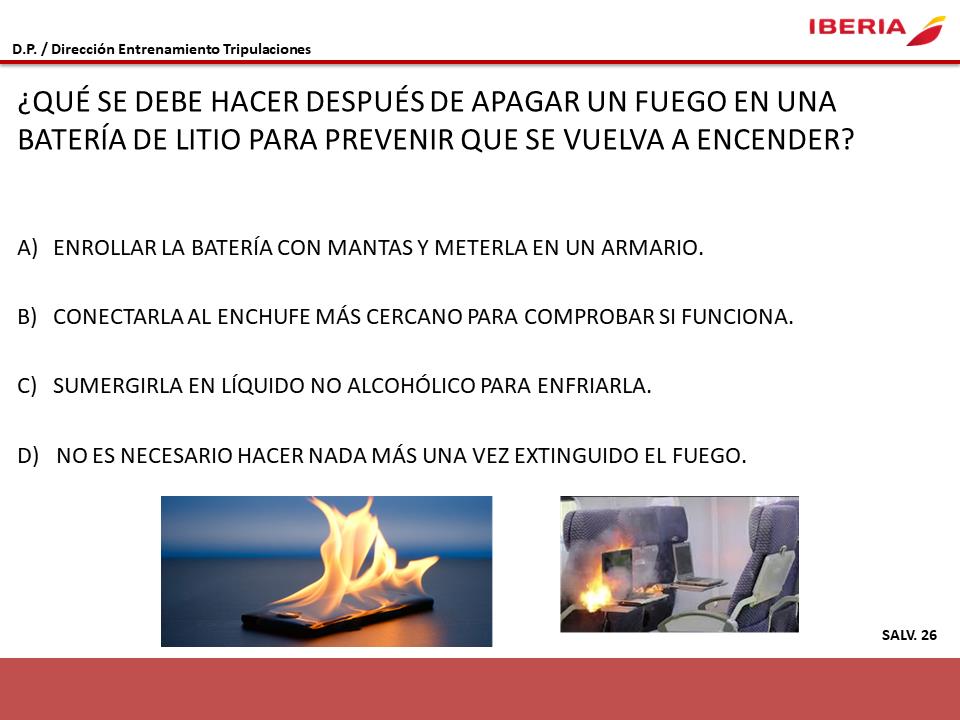 IBERIA
D.P. / Dirección Entrenamiento Tripulaciones
¿QUÉ SE DEBE HACER DESPUÉS DE APAGAR UN FUEGO EN UNA
BATERÍA DE LITIO PARA PREVENIR QUE SE VUELVA A ENCENDER?
A) ENROLLAR LA BATERÍA CON MANTAS Y METERLA EN UN ARMARIO.
B) CONECTARLA AL ENCHUFE MÁS CERCANO PARA COMPROBAR SI FUNCIONA.
C) SUMERGIRLA EN LÍQUIDO NO ALCOHÓLICO PARA ENFRIARLA.
D) NO ES NECESARIO HACER NADA MÁS UNA VEZ EXTINGUIDO EL FUEGO.
SALV. 26